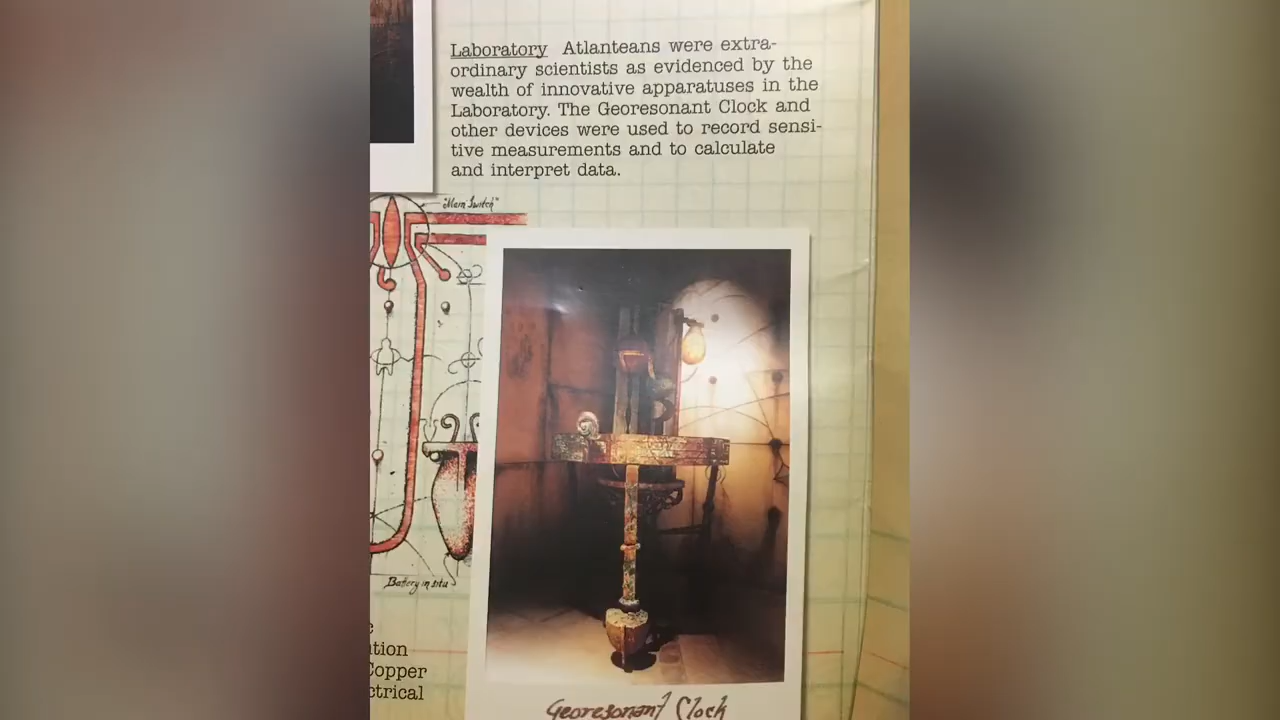 Laboratory Atlanteans were extra-
ordinary scientists as evidenced by the
wealth of innovative apparatuses in the
Laboratory. The Georesonant Clock and
other devices were used to record sensi-
tive measurements and to calculate
and interpret data.
"Main Switch"
Battery in situ
ation
Copper
ctrical
Georesonant Clock